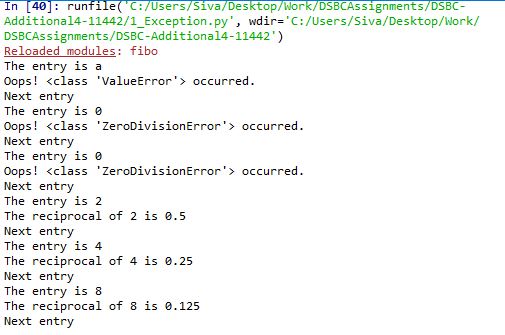 In [40]: runfile('C:/Users/Siva/Desktop/Work/DSBCAssignments/DSBC-
Additional4-11442/1_Exception.py', wdir='C:/Users/Siva/Desktop/Work/
DSBCAssignments/DSBC-Additional4-11442')
Reloaded modules: fibo
The entry is a
Oops! <class 'ValueError'> occurred.
Next entry
The entry is 0
Oops! <class 'ZeroDivisionError'> occurred.
Next entry
The entry is 0
Oops! <class 'ZeroDivisionError'> occurred.
Next entry
The entry is 2
The reciprocal of 2 is 0.5
Next entry
The entry is 4
The reciprocal of 4 is 0.25
Next entry
The entry is 8
The reciprocal of 8 is 0.125
Next entry